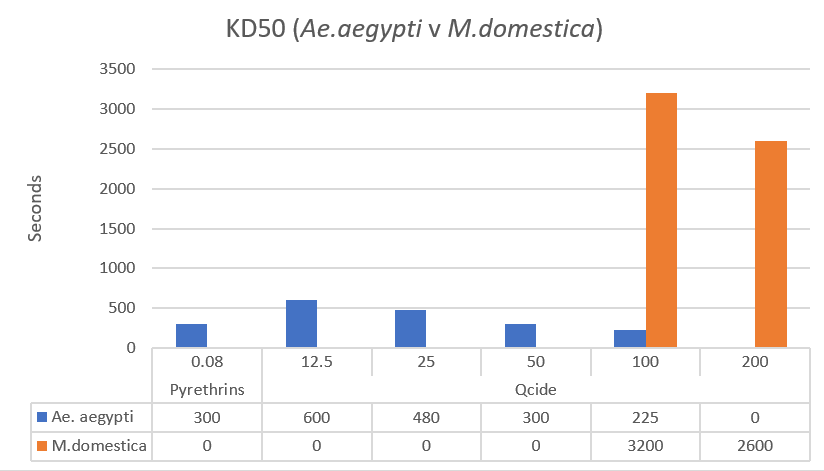 KD50 (Ae.aegypti v M.domestica)
3500
3000
2500
2000
1500
1000
500
0
Seconds
0.08 12.5 25 50 100 200
Pyrethrins Qcide
Ae. aegypti 300 600 480 300 225 0
M.domestica 0 0 0 0 3200 2600